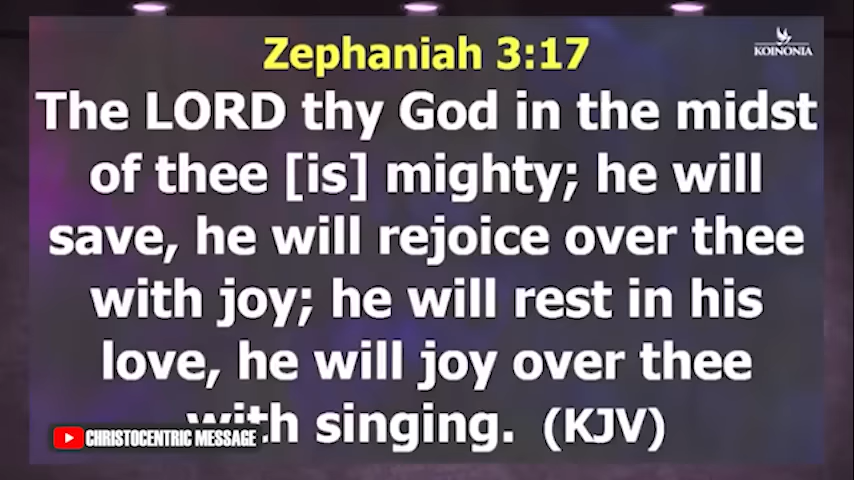 Zephaniah 3:17
KOINONIA
The LORD thy God in the midst
of thee [is] mighty; he will
save, he will rejoice over thee
with joy; he will rest in his
love, he will joy over thee
with singing. (KJV)
CHRISTOCENTRIC MESSAGE